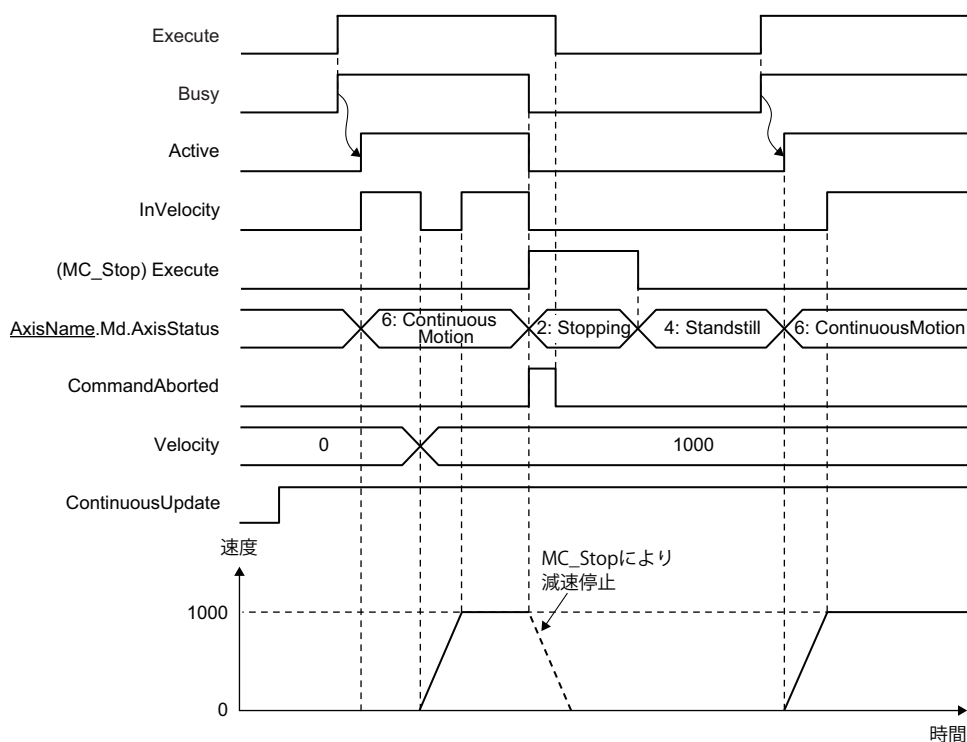 Execute
Busy
Active
InVelocity
(MC_Stop) Execute
AxisName.Md.AxisStatus
6: Continuous
Motion
2: Stopping
4: Standstill
6: ContinuousMotion
CommandAborted
Velocity
0
1000
ContinuousUpdate
速度
MC_Stopにより
減速停止
1000
0
時間